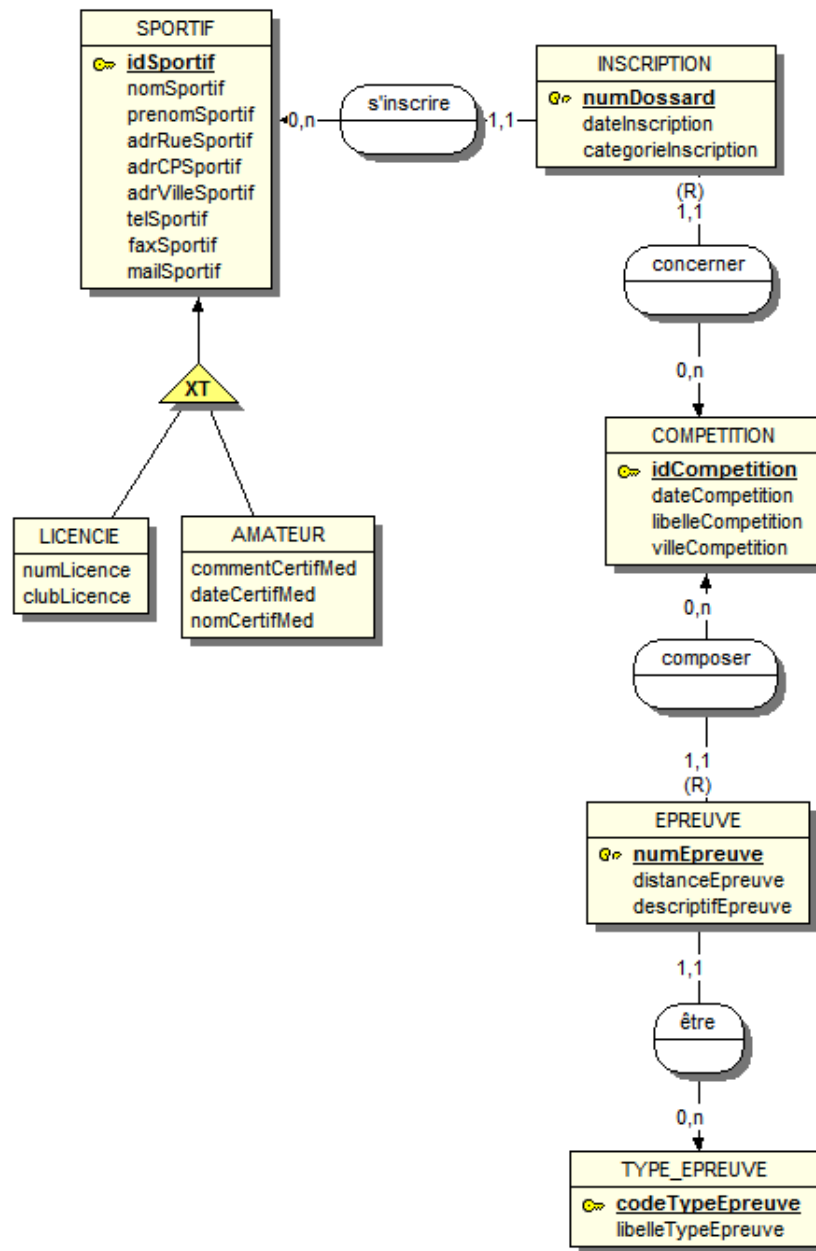 SPORTIF
idSportif
nomSportif
prenomSportif
adrRueSportif
adrCPSportif
adrVilleSportif
telSportif
faxSportif
mailSportif
0,n
s'inscrire
1,1
INSCRIPTION
numDossard
dateInscription
categorieInscription
(R)
1,1
concerner
0,n
XT
LICENCIE
numLicence
clubLicence
AMATEUR
commentCertifMed
dateCertifMed
nomCertifMed
COMPETITION
idCompetition
dateCompetition
libelleCompetition
villeCompetition
0,n
composer
1,1
(R)
EPREUVE
numEpreuve
distanceEpreuve
descriptifEpreuve
1,1
être
0,n
TYPE_EPREUVE
codeTypeEpreuve
libelleTypeEpreuve